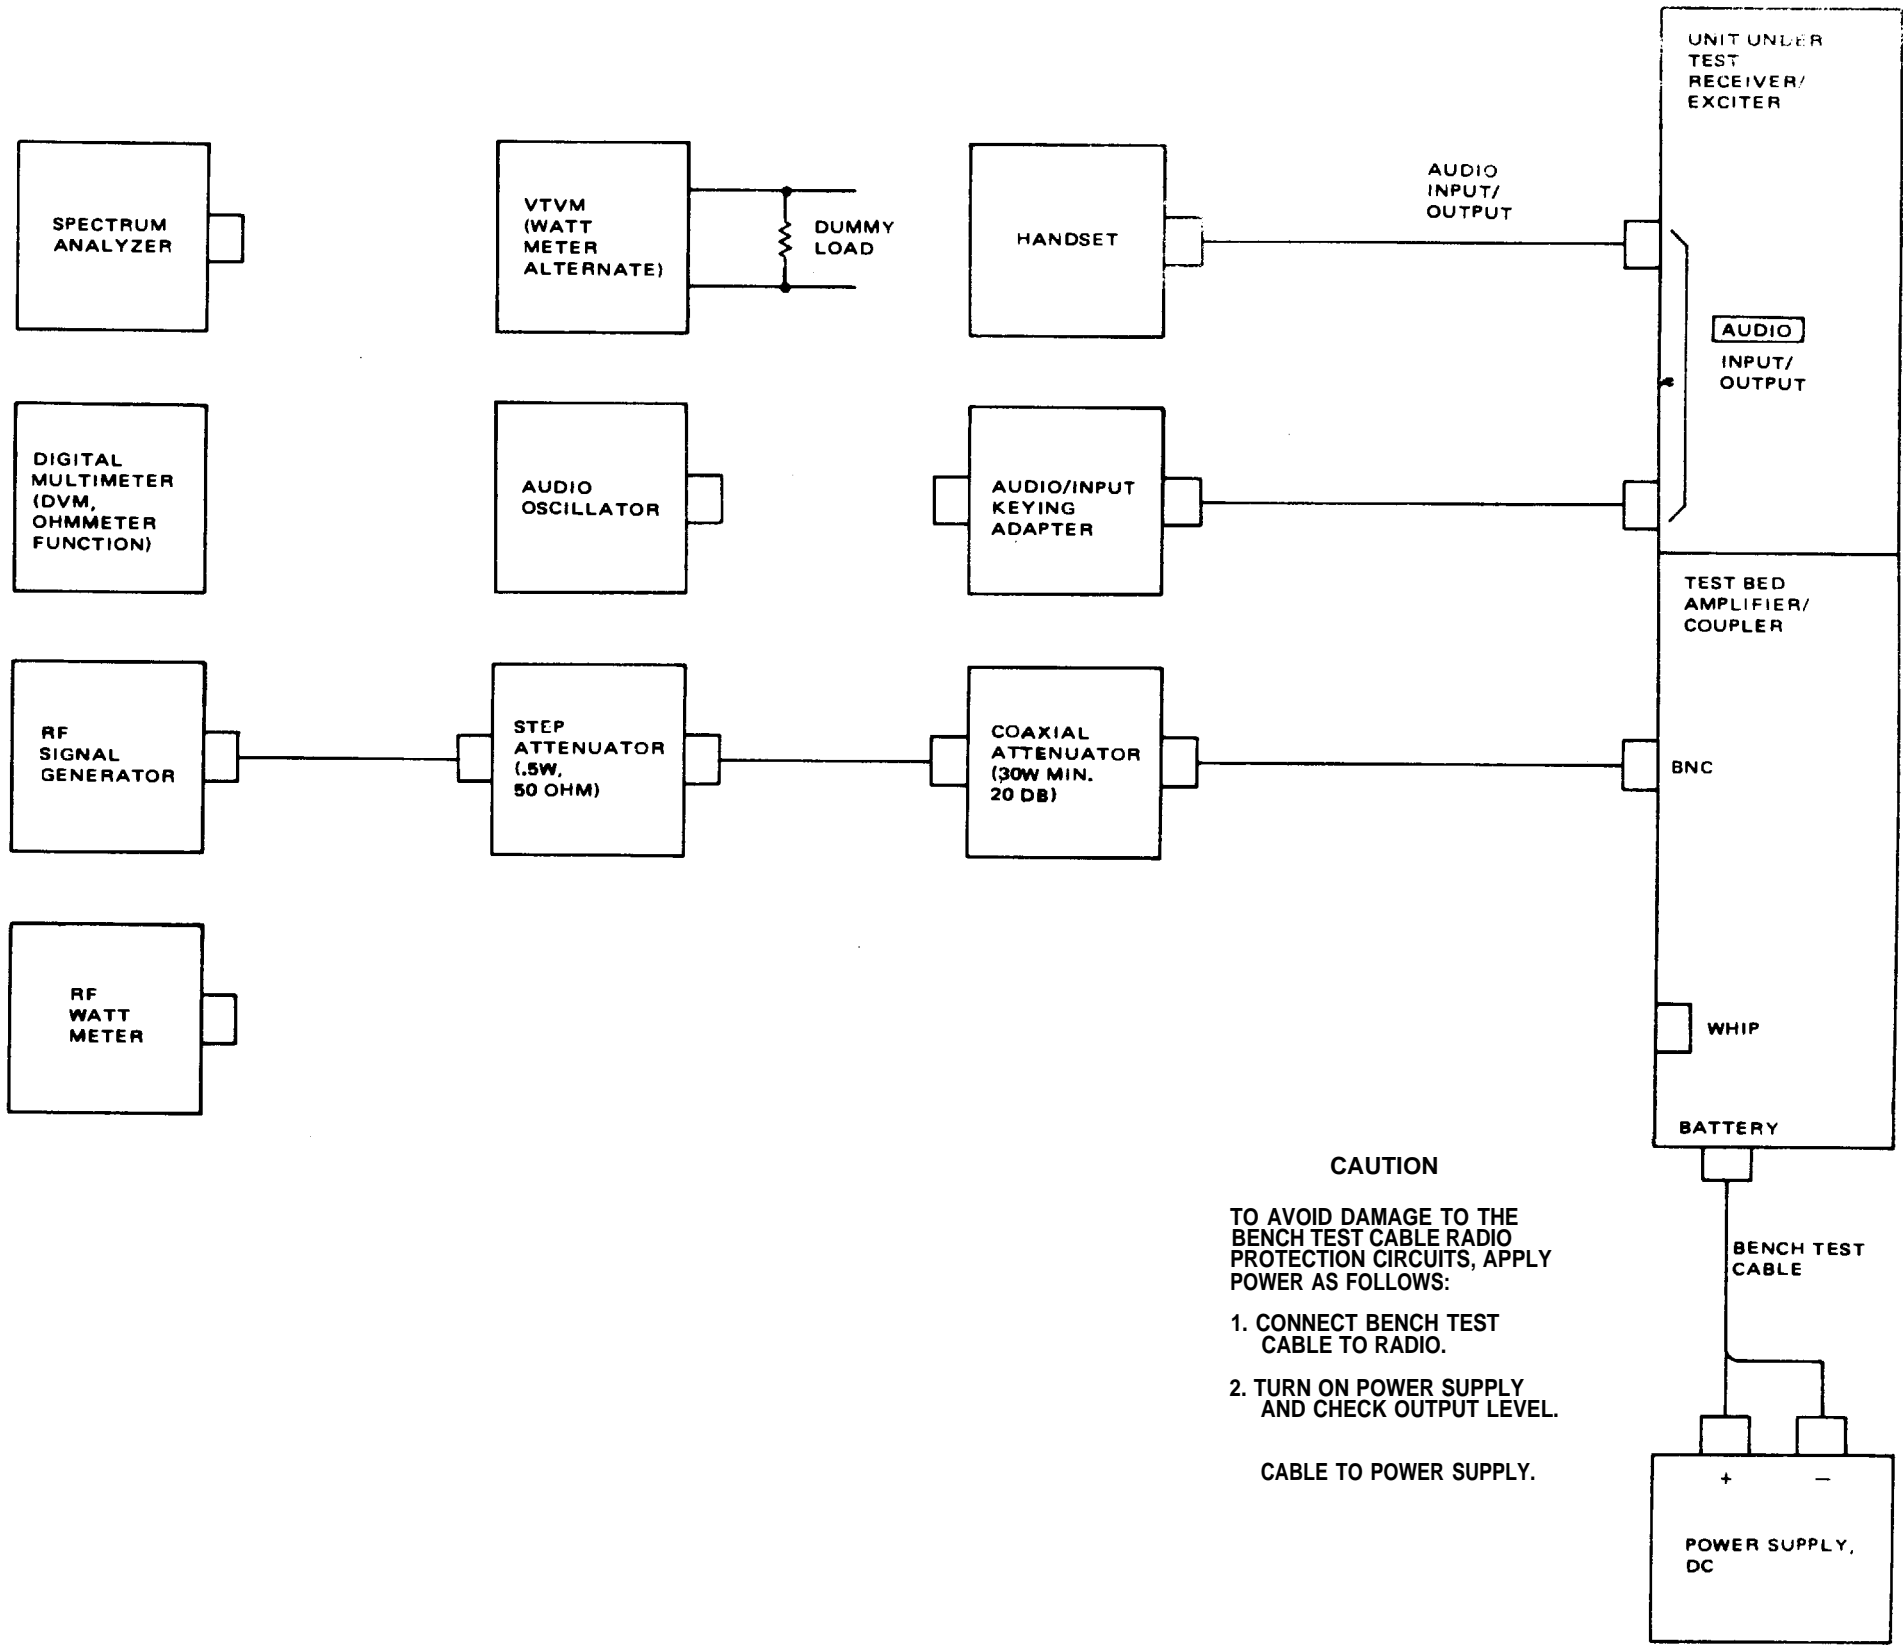 UNIT UNDER
TEST
RECEIVER/
EXCITER
SPECTRUM
ANALYZER
VTVM
(WATT
METER
ALTERNATE)
DUMMY
LOAD
HANDSET
AUDIO
INPUT/
OUTPUT
AUDIO
INPUT/
OUTPUT
DIGITAL
MULTIMETER
(DVM,
OHMMETER
FUNCTION)
AUDIO
OSCILLATOR
AUDIO/INPUT
KEYING
ADAPTER
TEST BED
AMPLIFIER/
COUPLER
RF
SIGNAL
GENERATOR
STEP
ATTENUATOR
(.5W,
50 OHM)
COAXIAL
ATTENUATOR
(30W MIN.
20 DB)
BNC
RF
WATT
METER
WHIP
BATTERY
CAUTION
TO AVOID DAMAGE TO THE
BENCH TEST CABLE RADIO
PROTECTION CIRCUITS, APPLY
POWER AS FOLLOWS:
1. CONNECT BENCH TEST
CABLE TO RADIO.
2. TURN ON POWER SUPPLY
AND CHECK OUTPUT LEVEL.
CABLE TO POWER SUPPLY.
BENCH TEST
CABLE
+ −
POWER SUPPLY,
DC